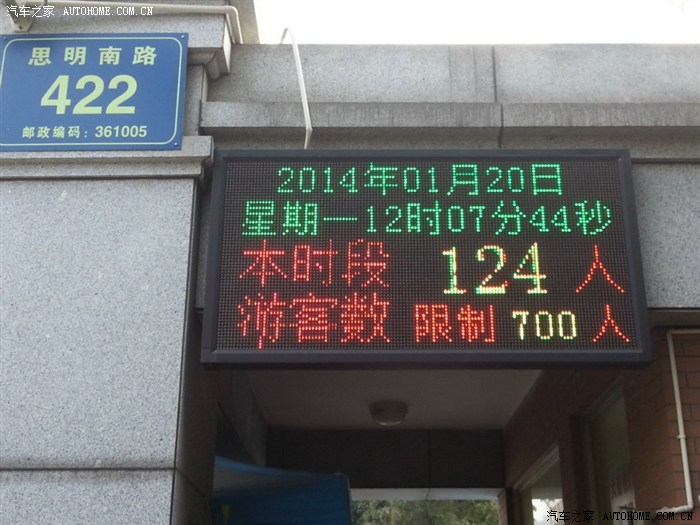 汽车之家 AUTOHOME.COM.CN
思明南路
422
邮政编码：361005
2014年01月20日
星期一12时07分44秒
本时段 124 人
游客数 限制 700 人
汽车之家 AUTOHOME.COM.CN